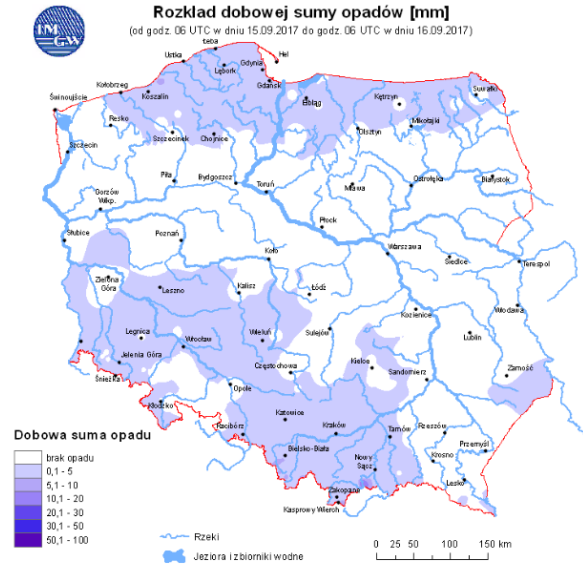 Rozkład dobowej sumy opadów [mm]
(od godz. 06 UTC w dniu 15.09.2017 do godz. 06 UTC w dniu 16.09.2017)
IM
GW
Łeba
Hel
Ustka
Gdynia
Lębork
Gdańsk
Suwałki
Kołobrzeg
Koszalin
Elbląg
Kętrzyn
Świnoujście
Resko
Mikołajki
Szczecinek
Chojnice
Olsztyn
Szczecin
Piła
Bydgoszcz
Toruń
Mława
Ostrołęka
Białystok
Gorzów
Wlkp.
Płock
Słubice
Poznań
Koło
Warszawa
Siedlce
Terespol
Zielona
Góra
Leszno
Kalisz
Łódź
Kozienice
Włodawa
Legnica
Wrocław
Wieluń
Sulejów
Lublin
Jelenia Góra
Kielce
Śnieżka
Częstochowa
Sandomierz
Zamość
Opole
Kłodzko
Katowice
Racibórz
Kraków
Tarnów
Rzeszów
Przemyśl
Bielsko-Biała
Nowy
Sącz
Krosno
Lesko
Zakopane
Kasprowy Wierch
Dobowa suma opadu
brak opadu
0,1 - 5
5,1 - 10
10,1 - 20
20,1 - 30
30,1 - 50
50,1 - 100
Rzeki
Jeziora i zbiorniki wodne
0 25 50 100 150 km